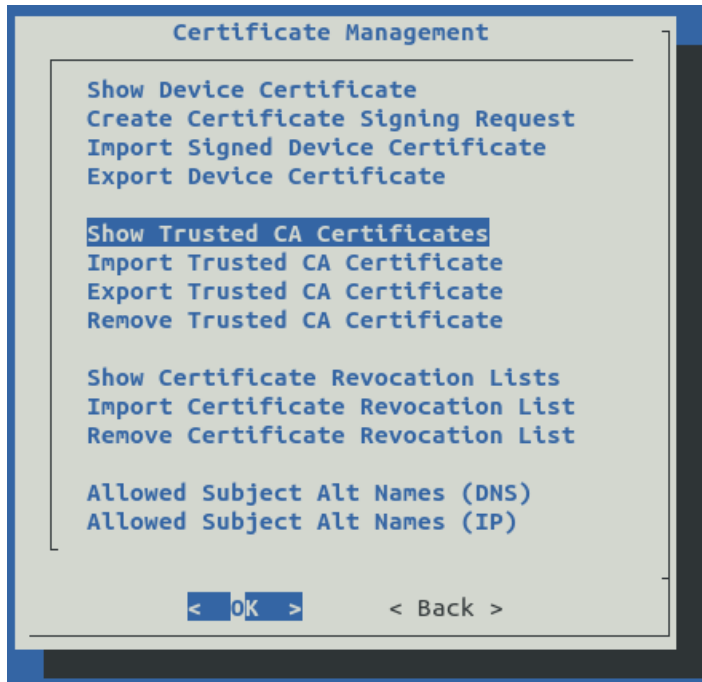 Certificate Management
Show Device Certificate
Create Certificate Signing Request
Import Signed Device Certificate
Export Device Certificate
Show Trusted CA Certificates
Import Trusted CA Certificate
Export Trusted CA Certificate
Remove Trusted CA Certificate
Show Certificate Revocation Lists
Import Certificate Revocation List
Remove Certificate Revocation List
Allowed Subject Alt Names (DNS)
Allowed Subject Alt Names (IP)
<  OK  > < Back >